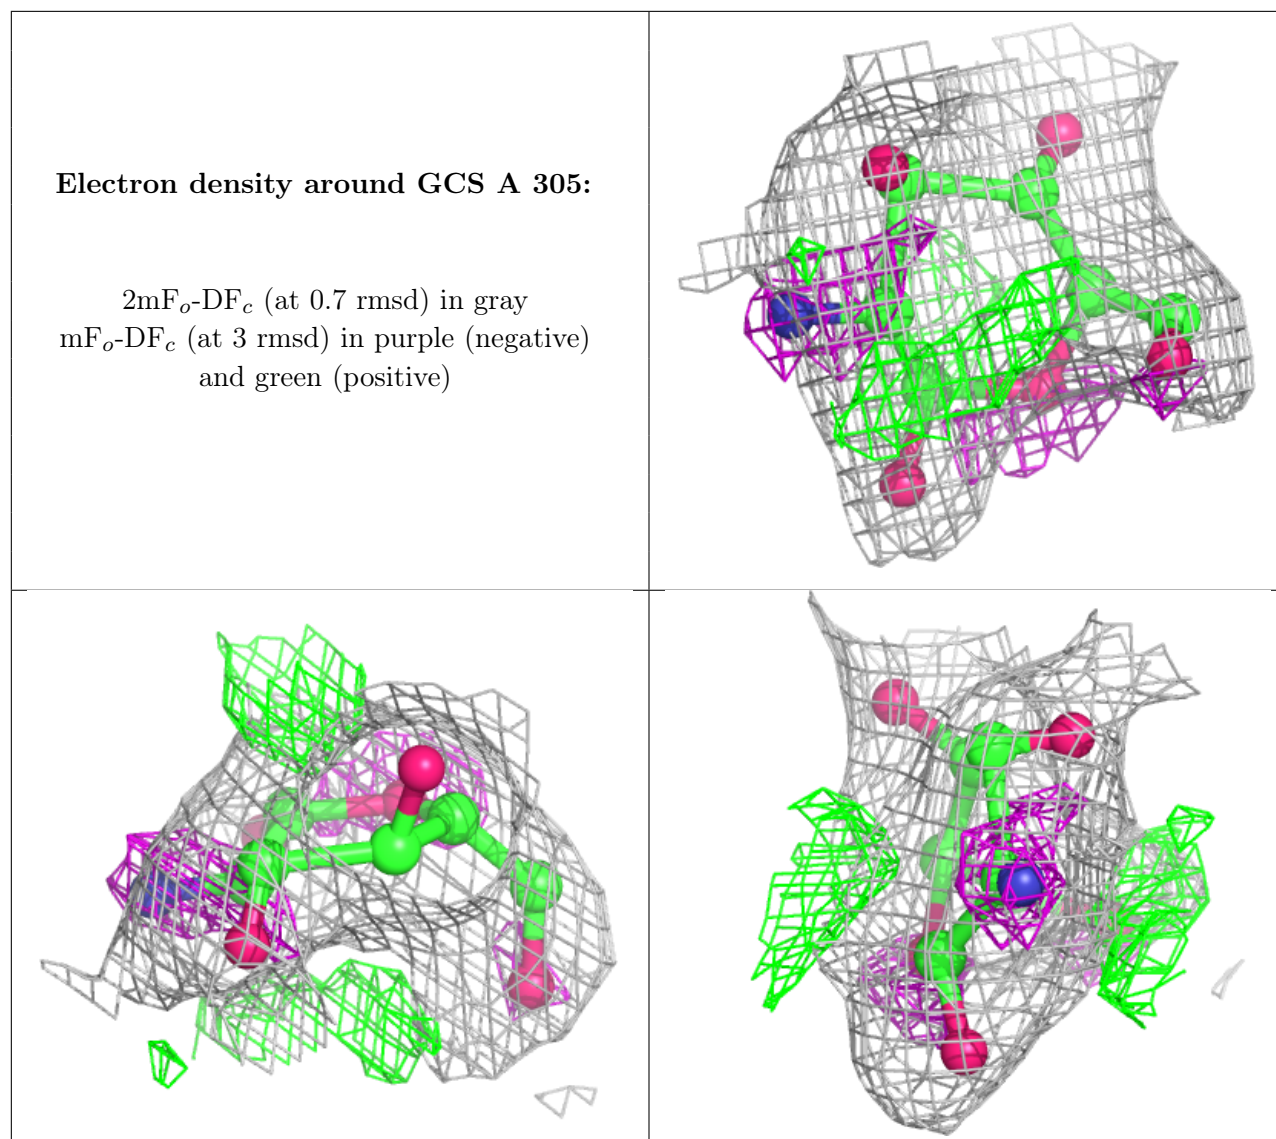 Electron density around GCS A 305:
2mFo-DFc (at 0.7 rmsd) in gray
mFo-DFc (at 3 rmsd) in purple (negative)
and green (positive)